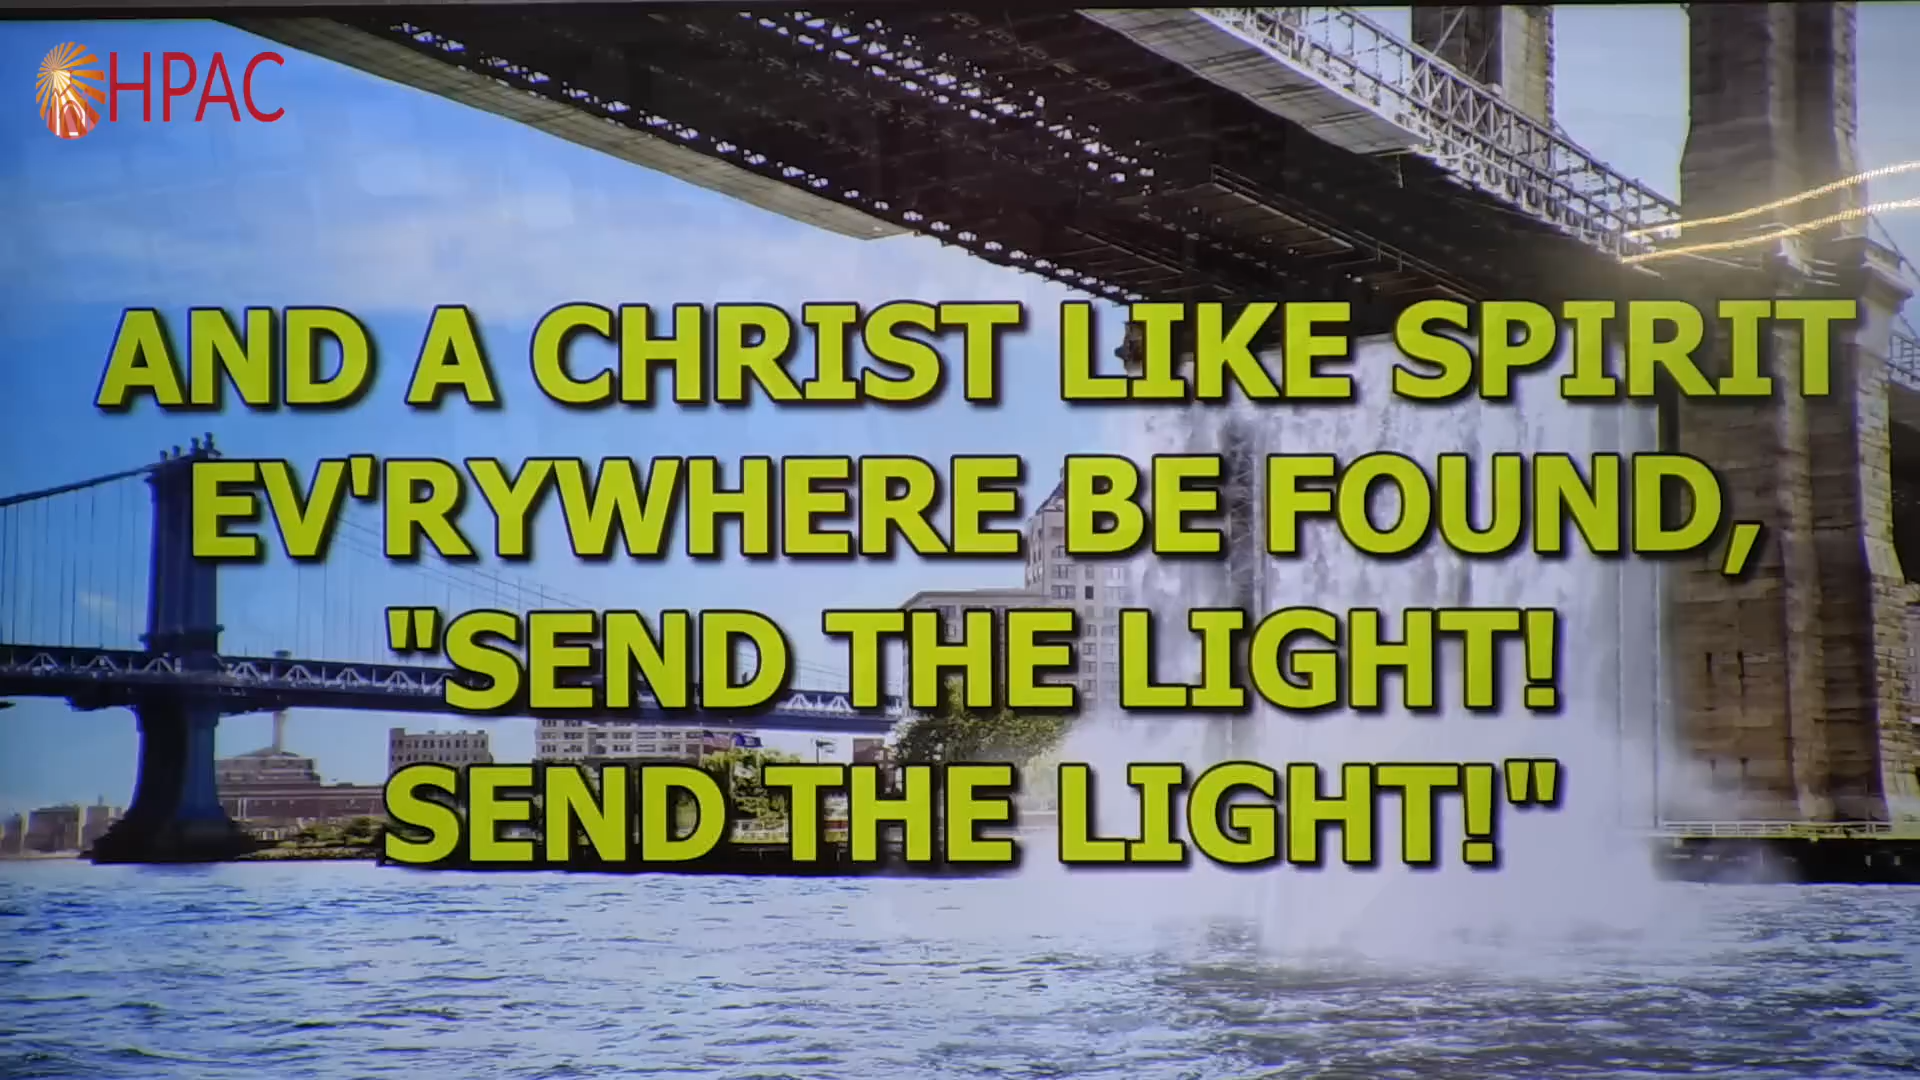 HPAC
AND A CHRIST LIKE SPIRIT
EV'RYWHERE BE FOUND,
"SEND THE LIGHT!
SEND THE LIGHT!"